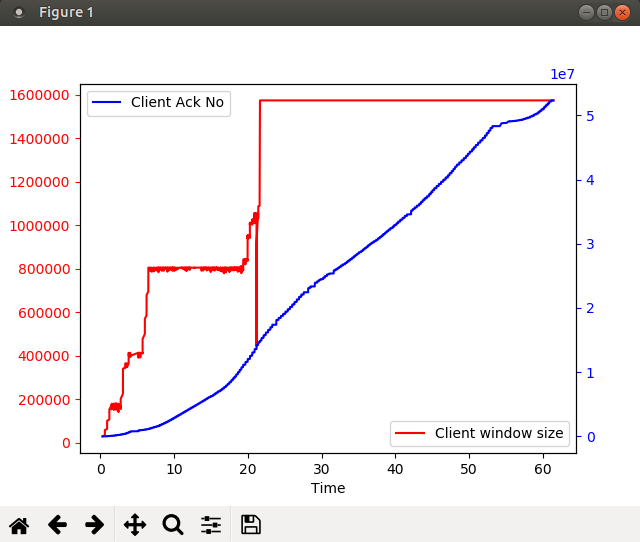 Figure 1
1e7
1600000
1400000
1200000
1000000
800000
600000
400000
200000
0
Client Ack No
5
4
3
2
1
0
Client window size
0 10 20 30 40 50 60
Time